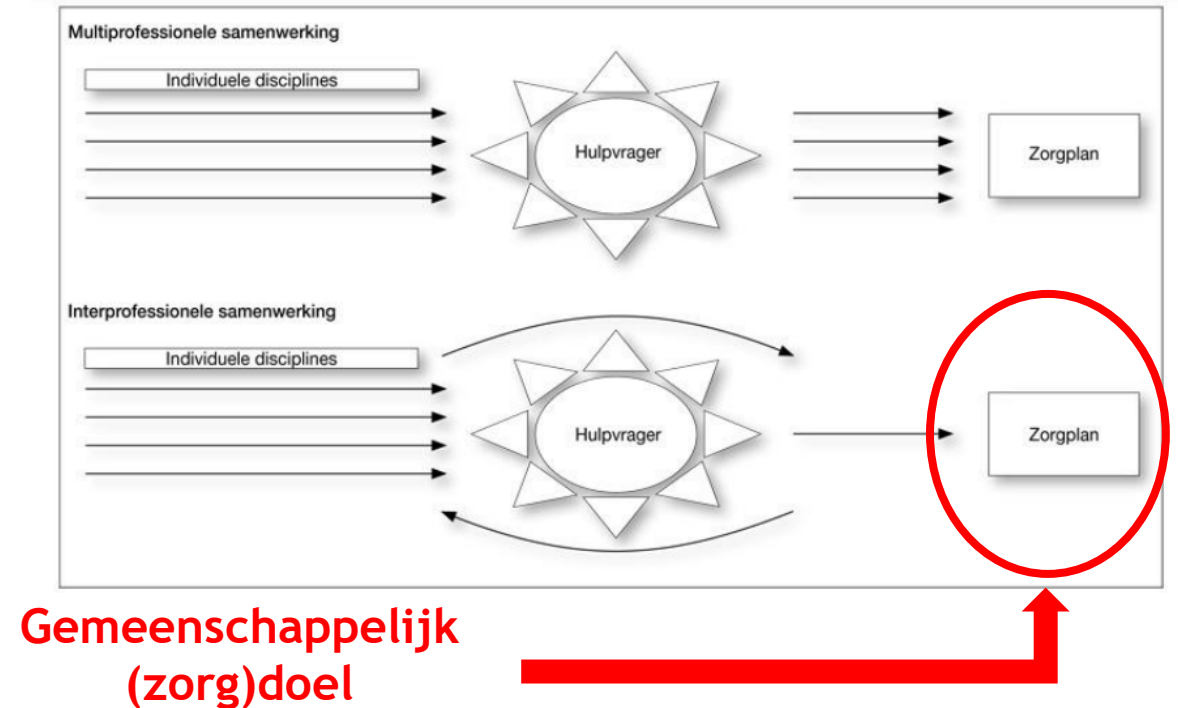 Multiprofessionele samenwerking
Individuele disciplines
Hulpvrager
Zorgplan
Interprofessionele samenwerking
Individuele disciplines
Hulpvrager
Zorgplan
Gemeenschappelijk
(zorg)doel